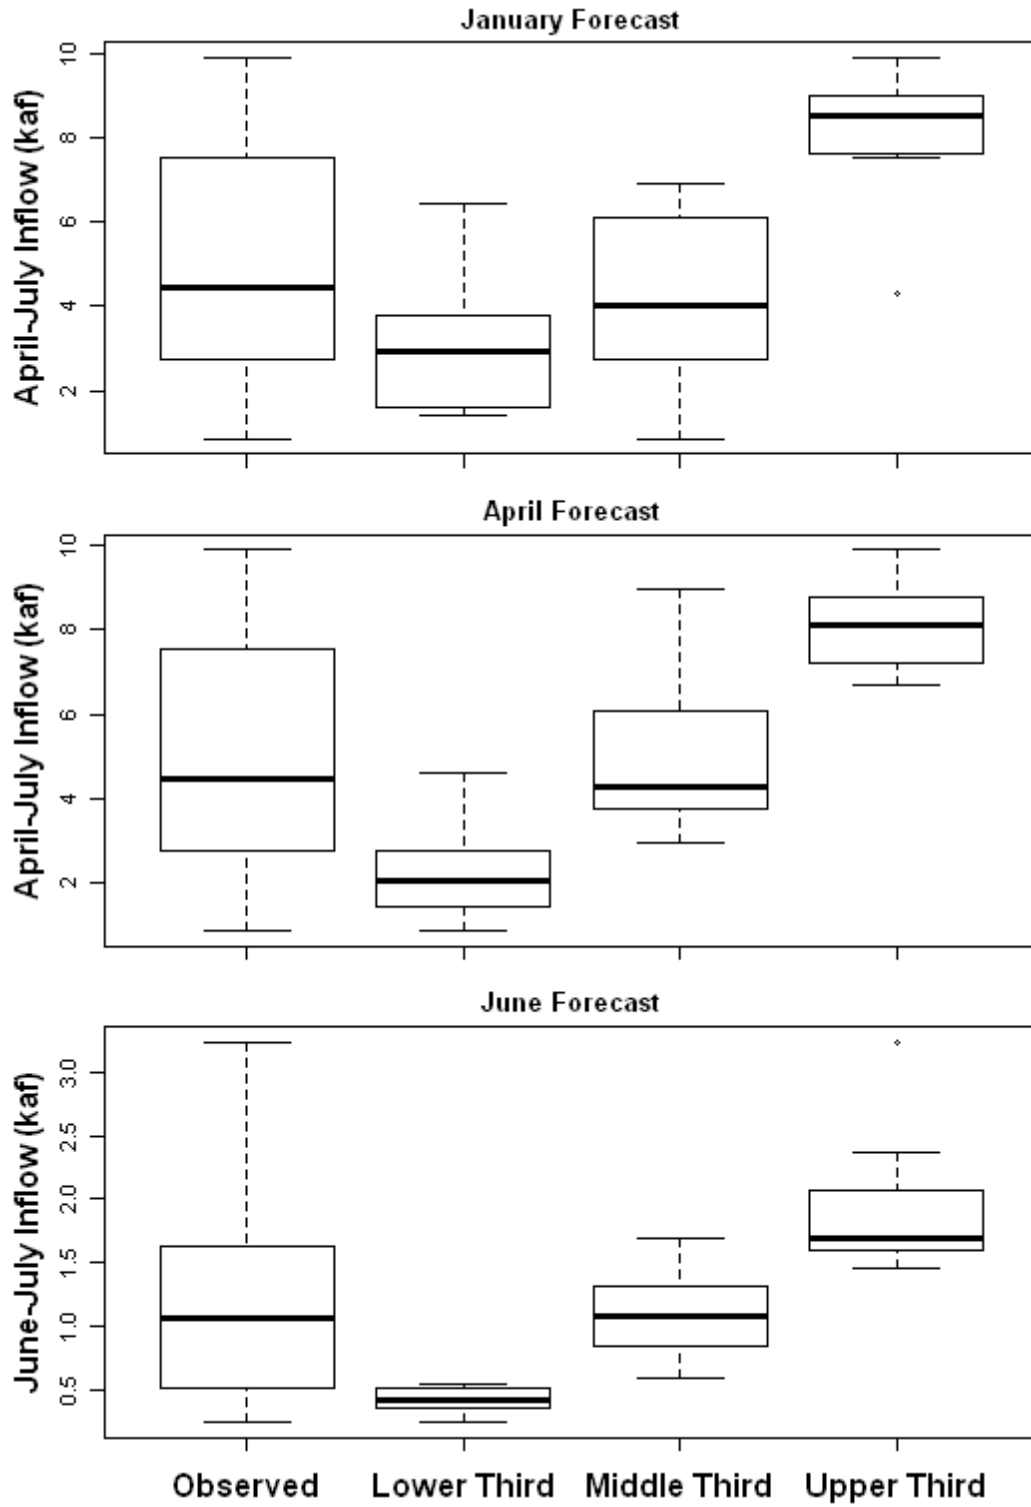 January Forecast
April-July Inflow (kaf)
10
8
6
4
2
April Forecast
April-July Inflow (kaf)
10
8
6
4
2
June Forecast
June-July Inflow (kaf)
3.0
2.5
2.0
1.5
1.0
0.5
Observed Lower Third Middle Third Upper Third